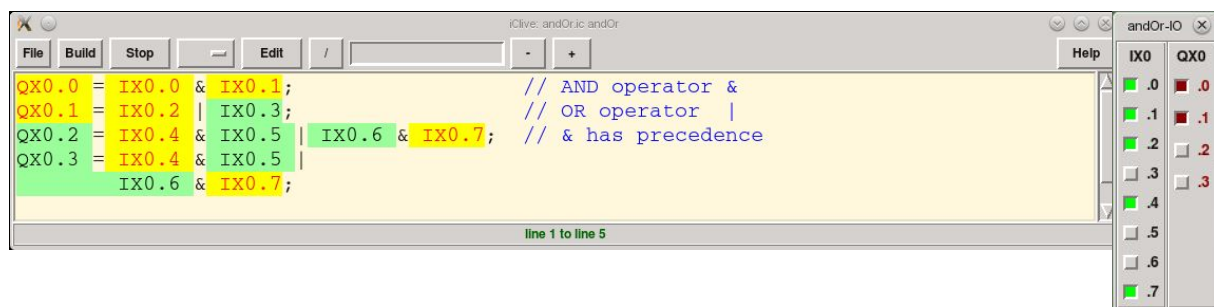 iClive: andOr.ic andOr
File Build Stop Edit / - + Help
QX0.0 = IX0.0 & IX0.1; // AND operator &
QX0.1 = IX0.2 | IX0.3; // OR operator |
QX0.2 = IX0.4 & IX0.5 | IX0.6 & IX0.7; // & has precedence
QX0.3 = IX0.4 & IX0.5 |
IX0.6 & IX0.7;
line 1 to line 5
andOr-IO
IX0 QX0
.0 .0
.1 .1
.2 .2
.3 .3
.4
.5
.6
.7